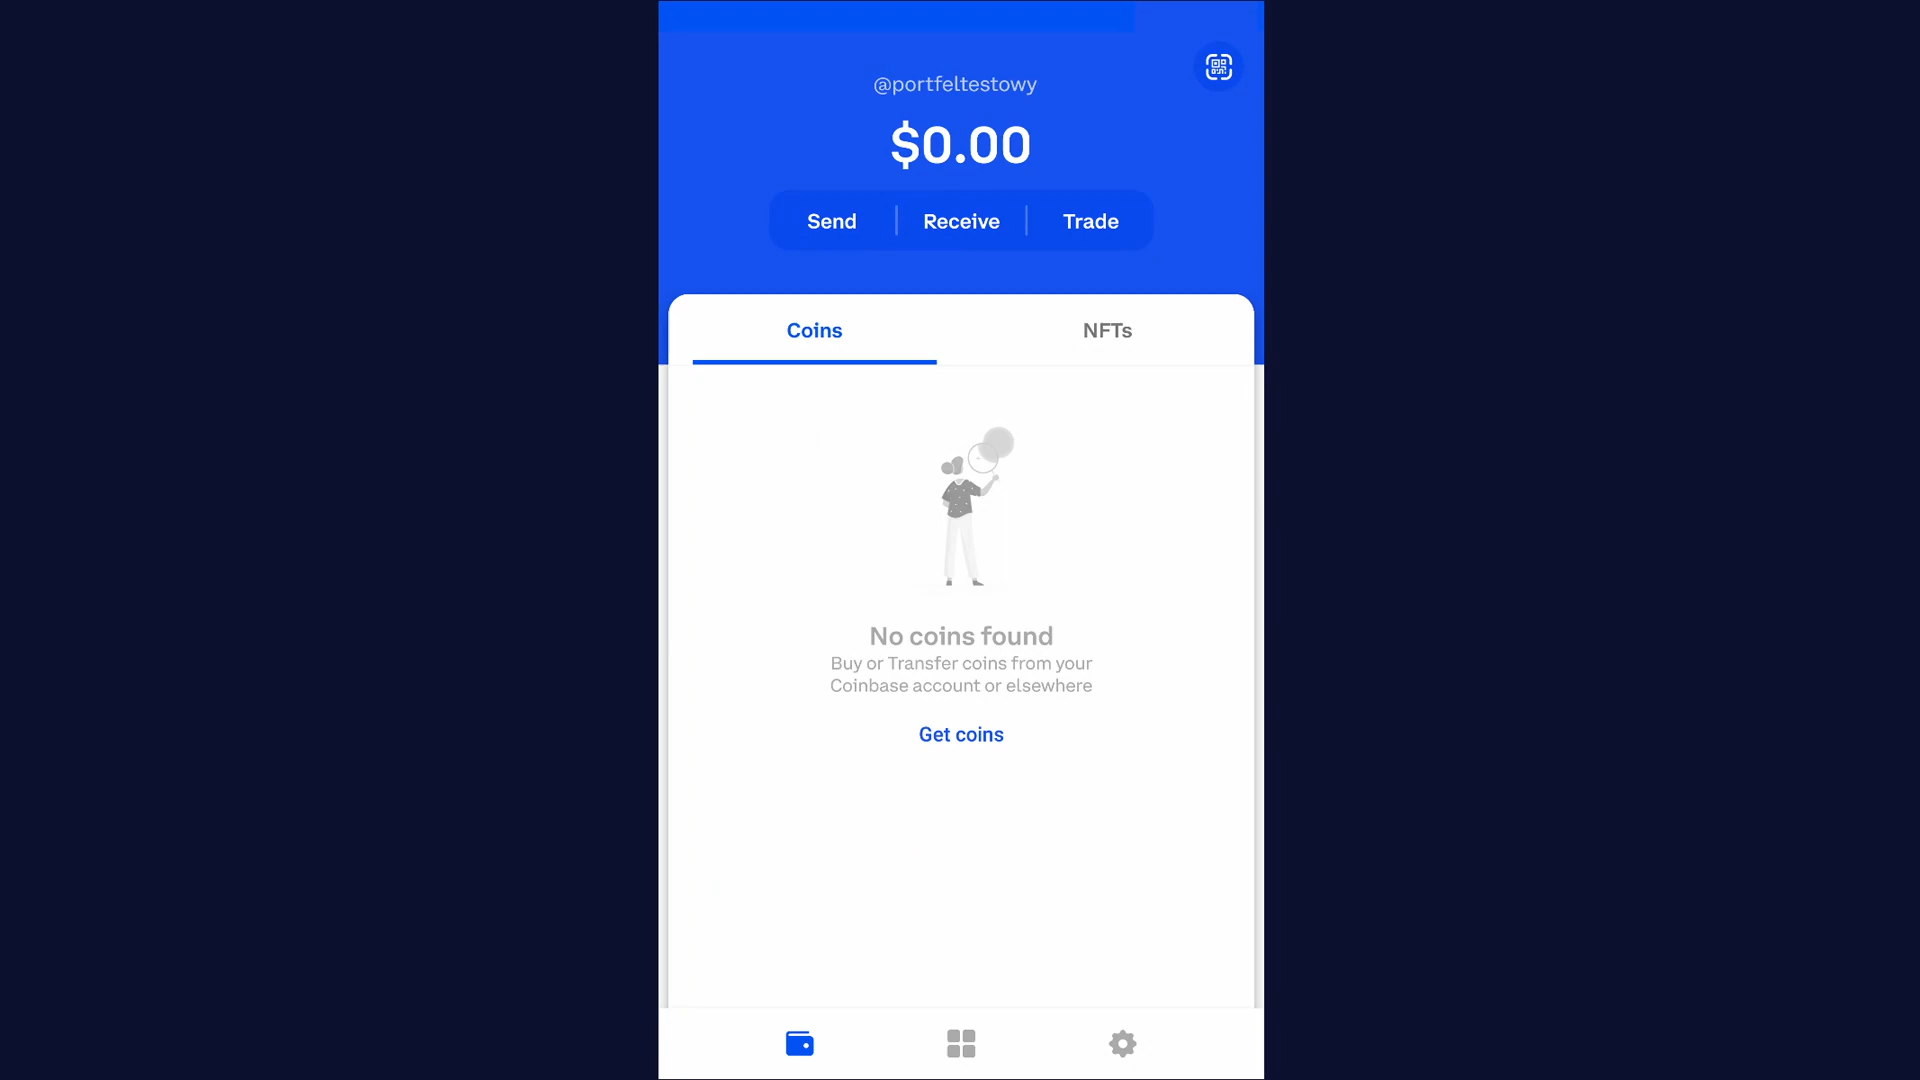 @portfeltestowy
$0.00
Send Receive Trade
Coins NFTs
No coins found
Buy or Transfer coins from your
Coinbase account or elsewhere
Get coins